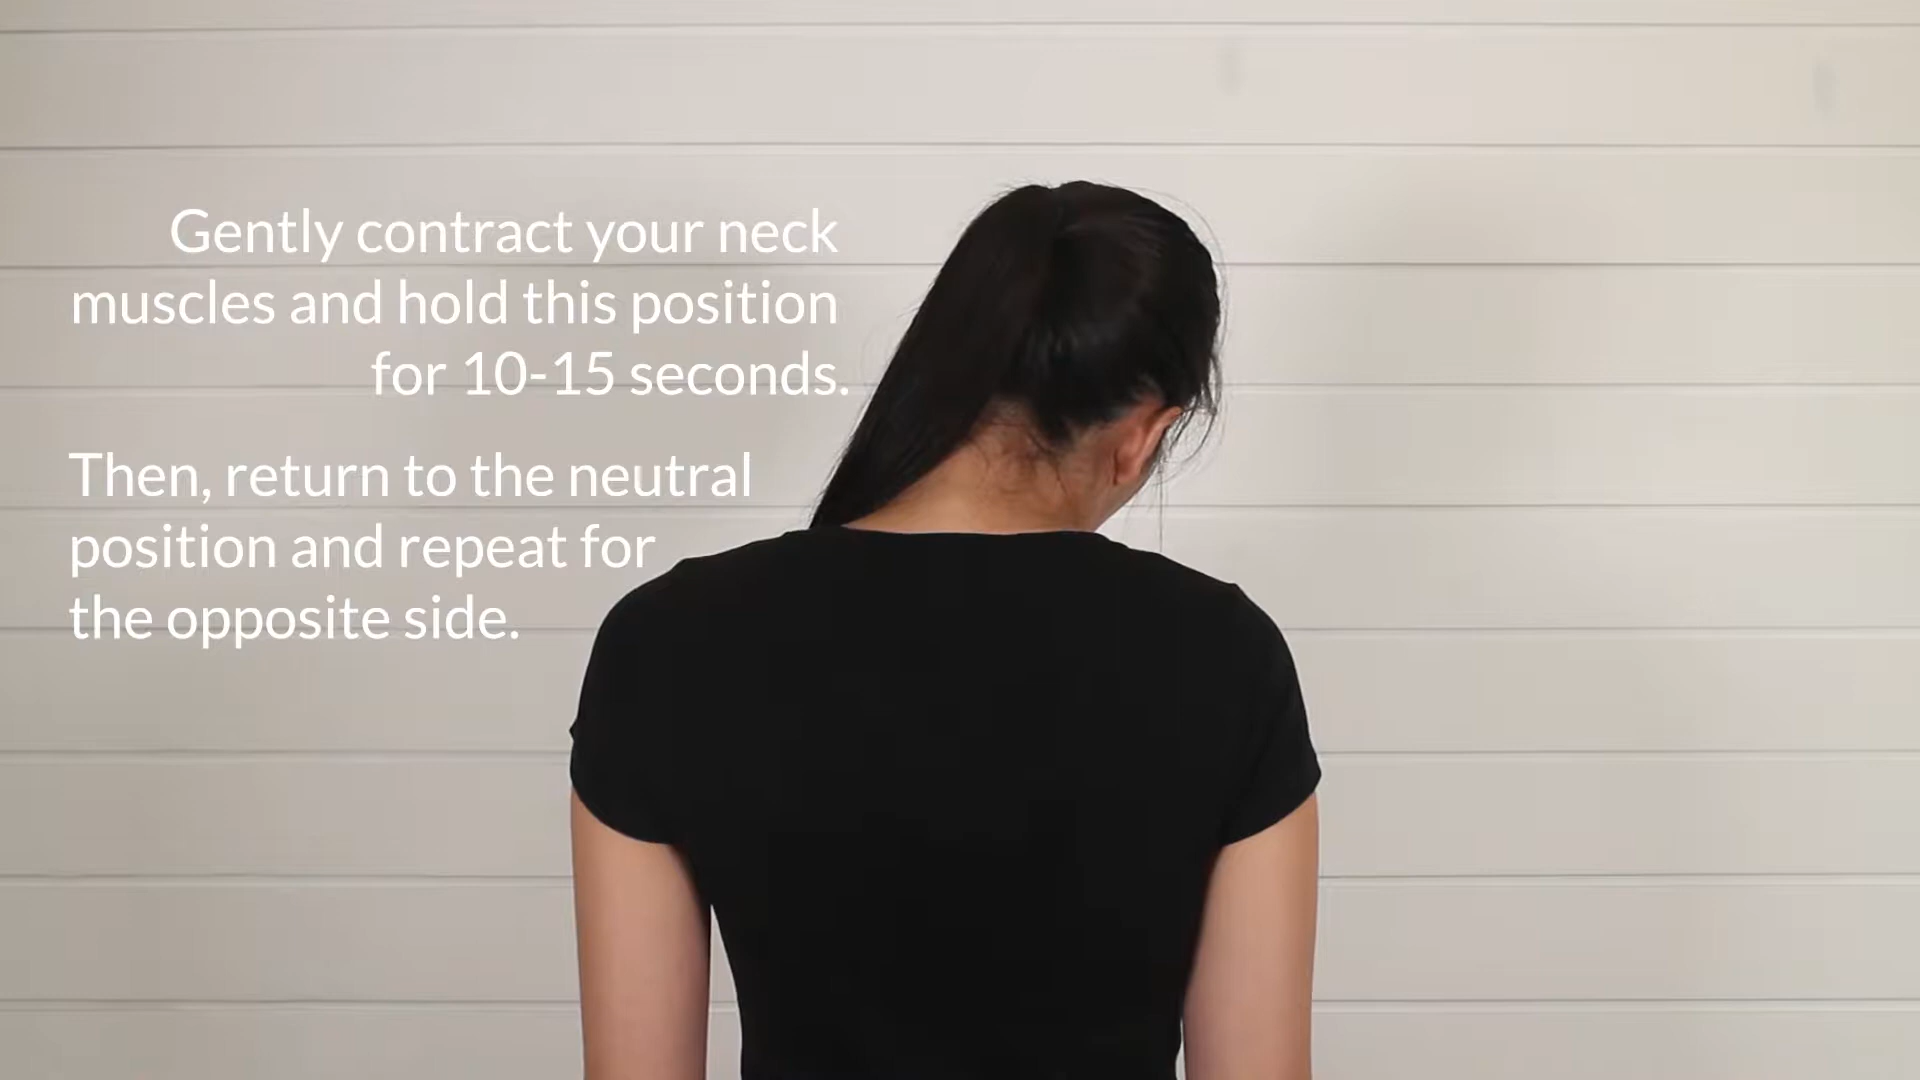 Gently contract your neck
muscles and hold this position
for 10-15 seconds.
Then, return to the neutral
position and repeat for
the opposite side.